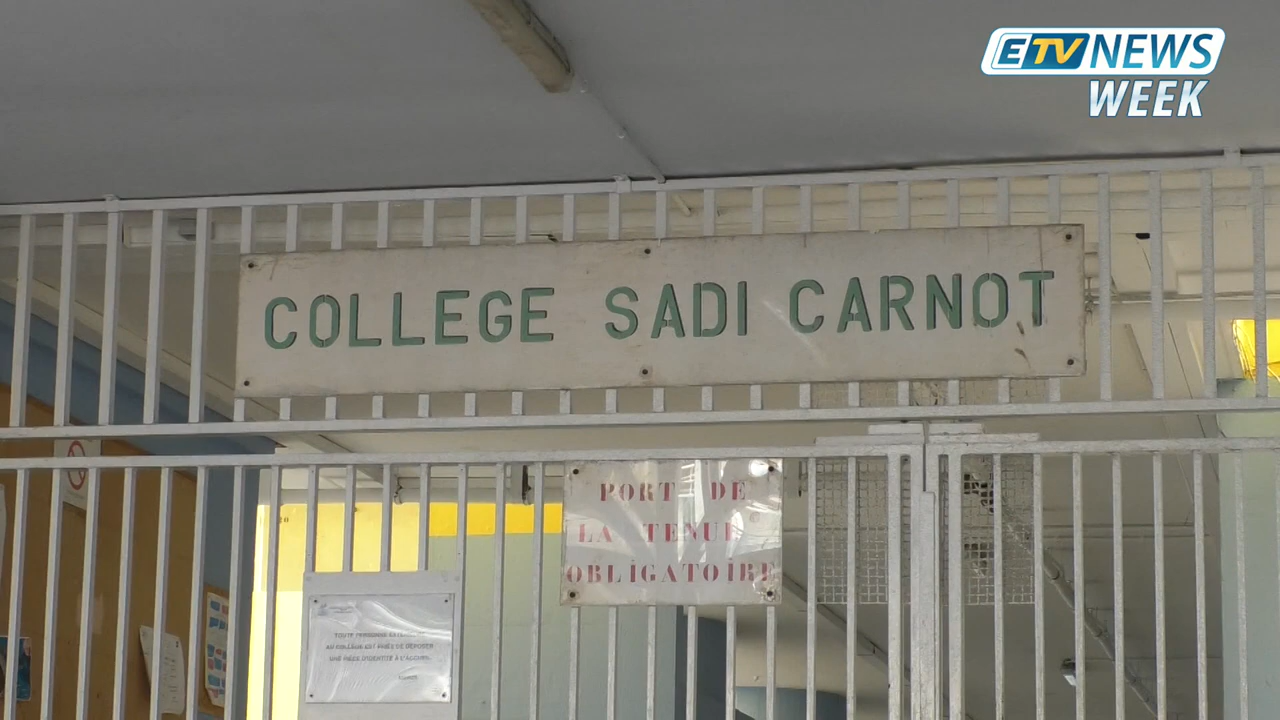 ETV NEWS
WEEK
COLLEGE SADI CARNOT
PORT DE
LA TENUE
OBLIGATOIRE
TOUTE PERSONNE EXTERIEURE
AU COLLEGE EST PRIEE DE DEPOSER
UNE PIECE D'IDENTITE A L'ACCUEIL